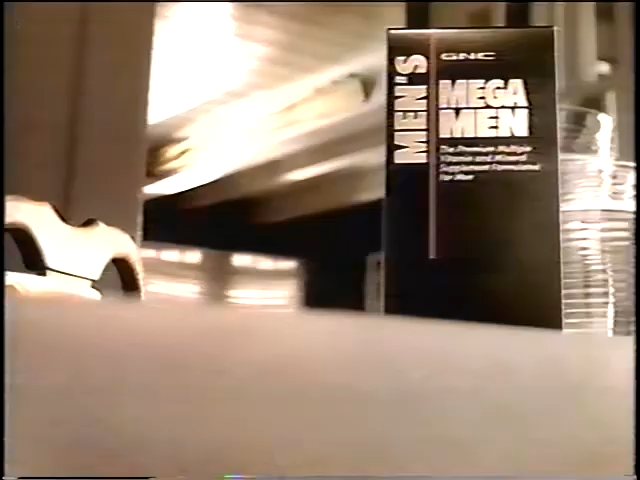 MEN'S
GNC
MEGA
MEN
The Premium Multiple
Vitamin and Mineral
Supplement Formulated
For Men